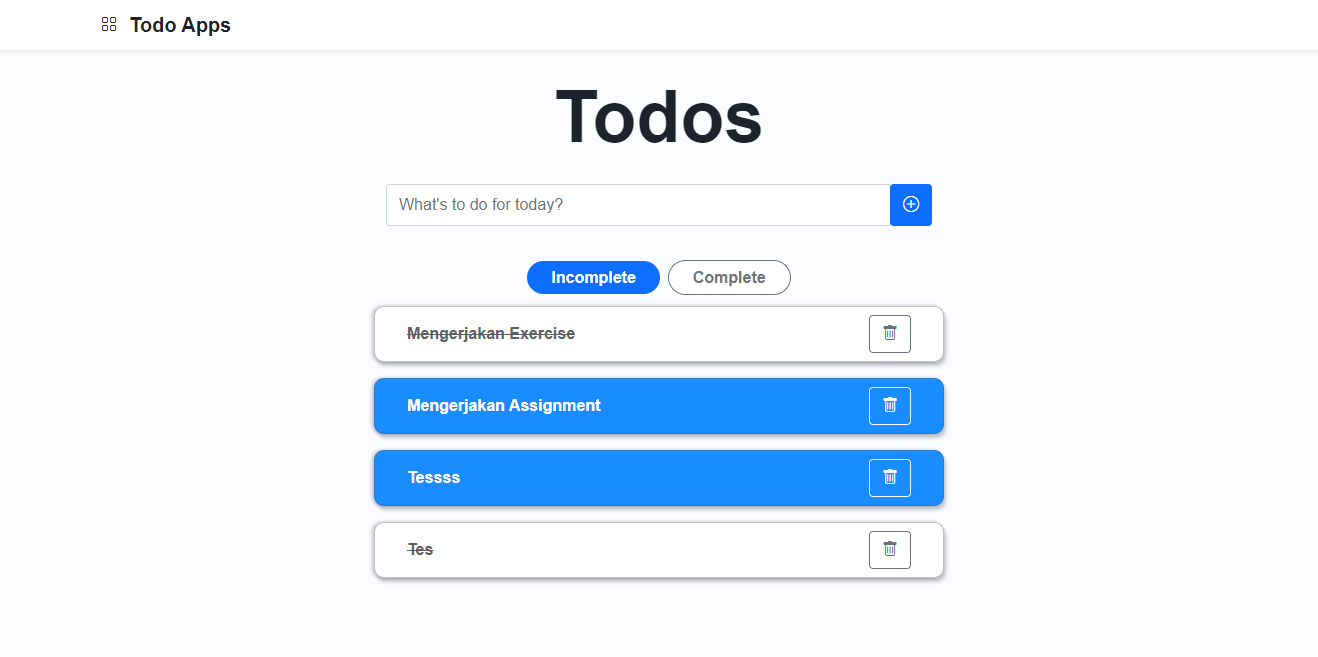 Todo Apps
Todos
What's to do for today?
Incomplete Complete
Mengerjakan Exercise
Mengerjakan Assignment
Tessss
Tes